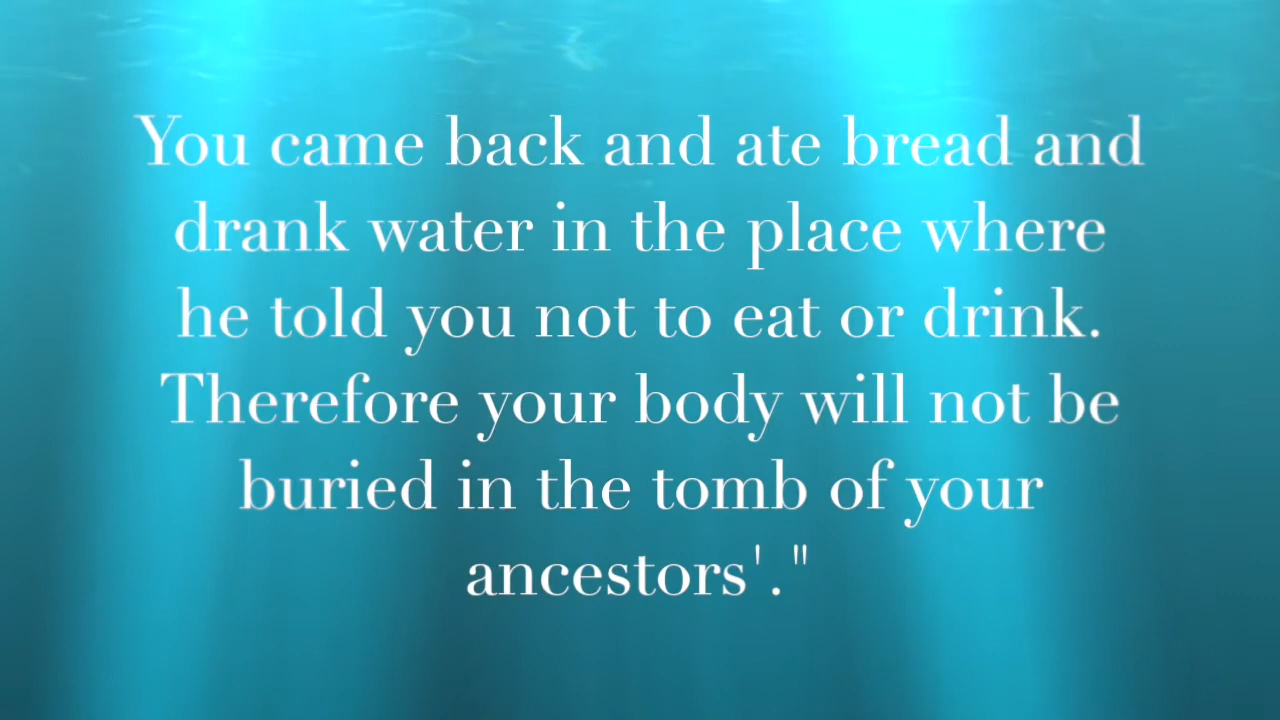 You came back and ate bread and
drank water in the place where
he told you not to eat or drink.
Therefore your body will not be
buried in the tomb of your
ancestors'."